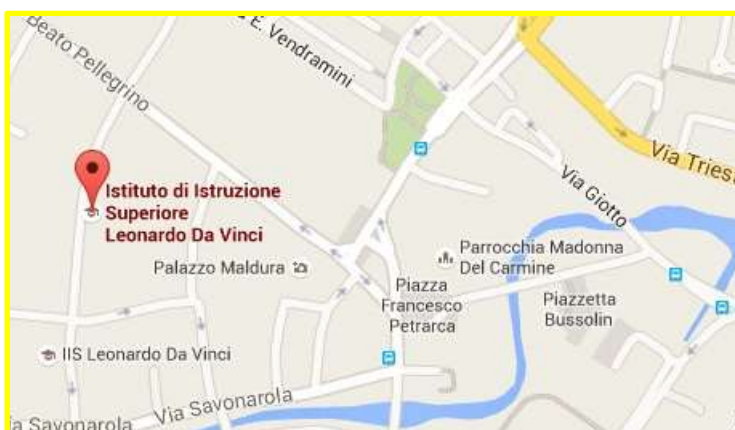 Beato Pellegrino
a E. Vendramini
Via Triest
Via Giotto
Istituto di Istruzione
Superiore
Leonardo Da Vinci
Palazzo Maldura
Parrocchia Madonna
Del Carmine
Piazza
Francesco
Petrarca
Piazzetta
Bussolin
IIS Leonardo Da Vinci
Via Savonarola
ia Savonarola